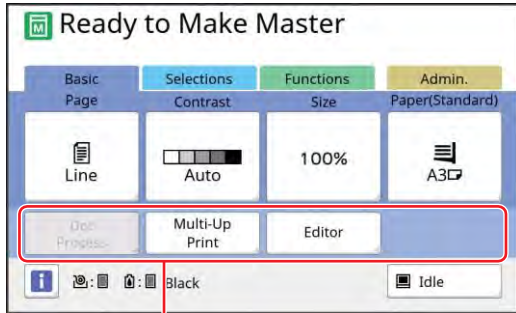 M Ready to Make Master
Basic Selections Functions Admin.
Page Contrast Size Paper(Standard)
Line Auto 100% A3
Doc. Multi-Up Editor
Process. Print
i : : Black Idle